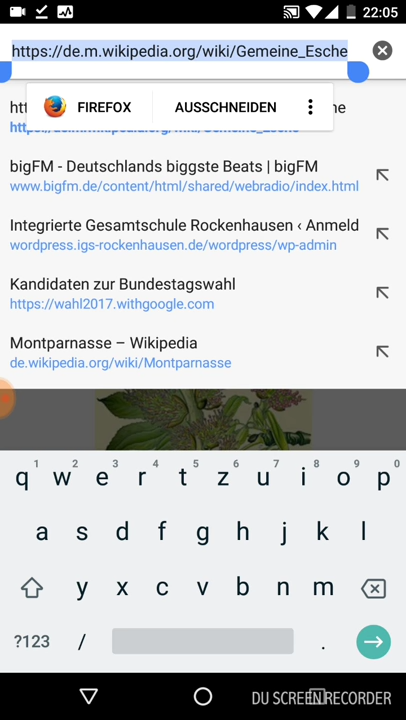 22:05
https://de.m.wikipedia.org/wiki/Gemeine_Esche
FIREFOX AUSSCHNEIDEN
bigFM - Deutschlands biggste Beats | bigFM
www.bigfm.de/content/html/shared/webradio/index.html
Integrierte Gesamtschule Rockenhausen ‹ Anmeld
wordpress.igs-rockenhausen.de/wordpress/wp-admin
Kandidaten zur Bundestagswahl
https://wahl2017.withgoogle.com
Montparnasse – Wikipedia
de.wikipedia.org/wiki/Montparnasse
1 2 3 4 5 6 7 8 9 0
q w e r t z u i o p
a s d f g h j k l
y x c v b n m
?123 / .
DU SCREEN RECORDER